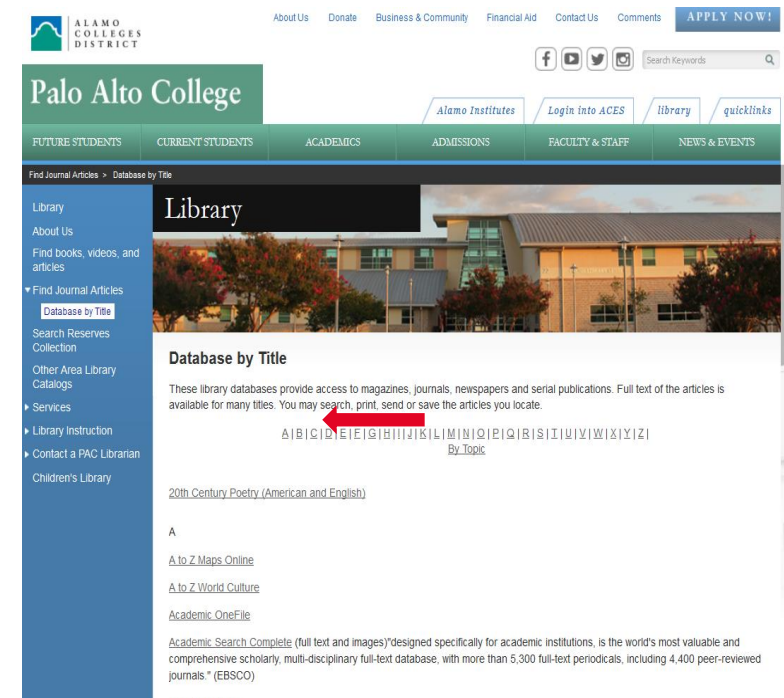 ALAMO
COLLEGES
DISTRICT
About Us Donate Business & Community Financial Aid Contact Us Comments APPLY NOW!
Search Keywords
Palo Alto College
Alamo Institutes Login into ACES library quicklinks
FUTURE STUDENTS CURRENT STUDENTS ACADEMICS ADMISSIONS FACULTY & STAFF NEWS & EVENTS
Find Journal Articles > Database by Title
Library
About Us
Find books, videos, and
articles
Find Journal Articles
Database by Title
Search Reserves
Collection
Other Area Library
Catalogs
Services
Library Instruction
Contact a PAC Librarian
Children's Library
Library
Database by Title
These library databases provide access to magazines, journals, newspapers and serial publications. Full text of the articles is
available for many titles. You may search, print, send or save the articles you locate.
A | B | C | D | E | F | G | H | I | J | K | L | M | N | O | P | Q | R | S | T | U | V | W | X | Y | Z |
By Topic
20th Century Poetry (American and English)
A
A to Z Maps Online
A to Z World Culture
Academic OneFile
Academic Search Complete (full text and images)"designed specifically for academic institutions, is the world's most valuable and
comprehensive scholarly, multi-disciplinary full-text database, with more than 5,300 full-text periodicals, including 4,400 peer-reviewed
journals." (EBSCO)